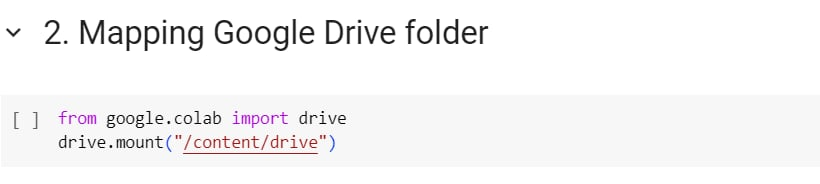 2. Mapping Google Drive folder
[ ] from google.colab import drive
drive.mount("/content/drive")